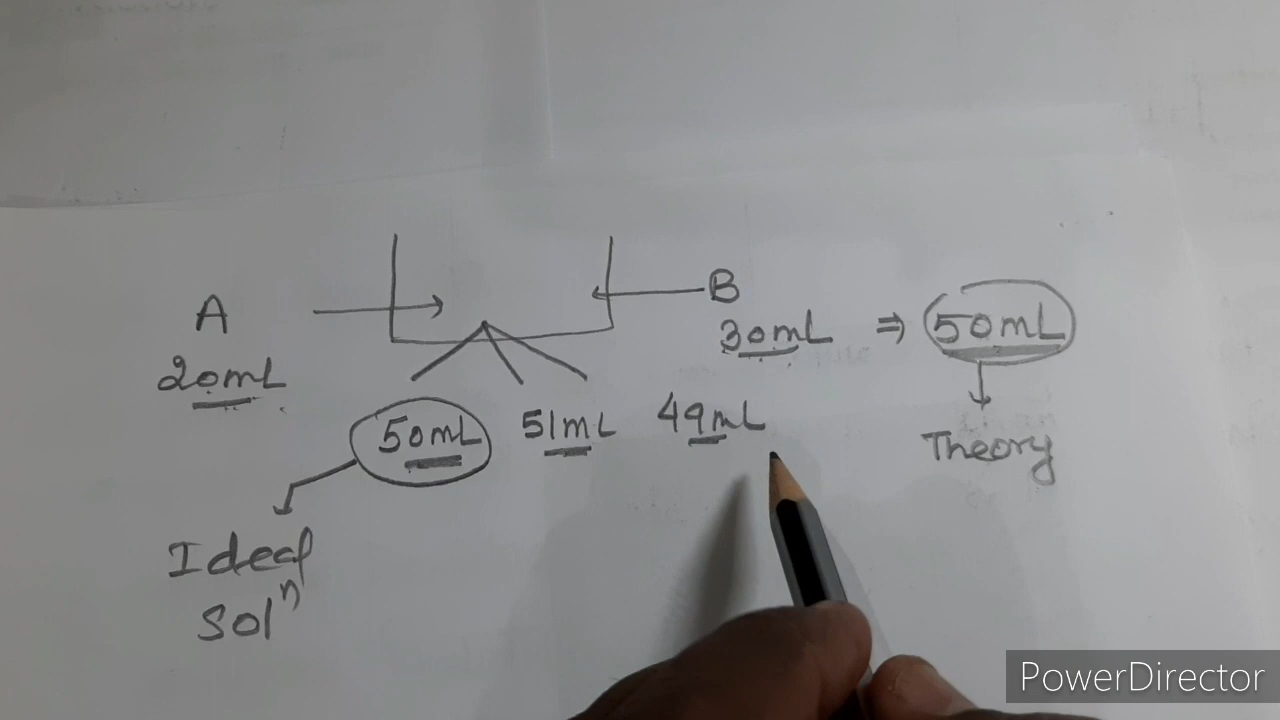 A
B
20mL
30mL ⇒ 50mL
50mL 51mL 49mL
Theory
Ideal
Solⁿ
PowerDirector